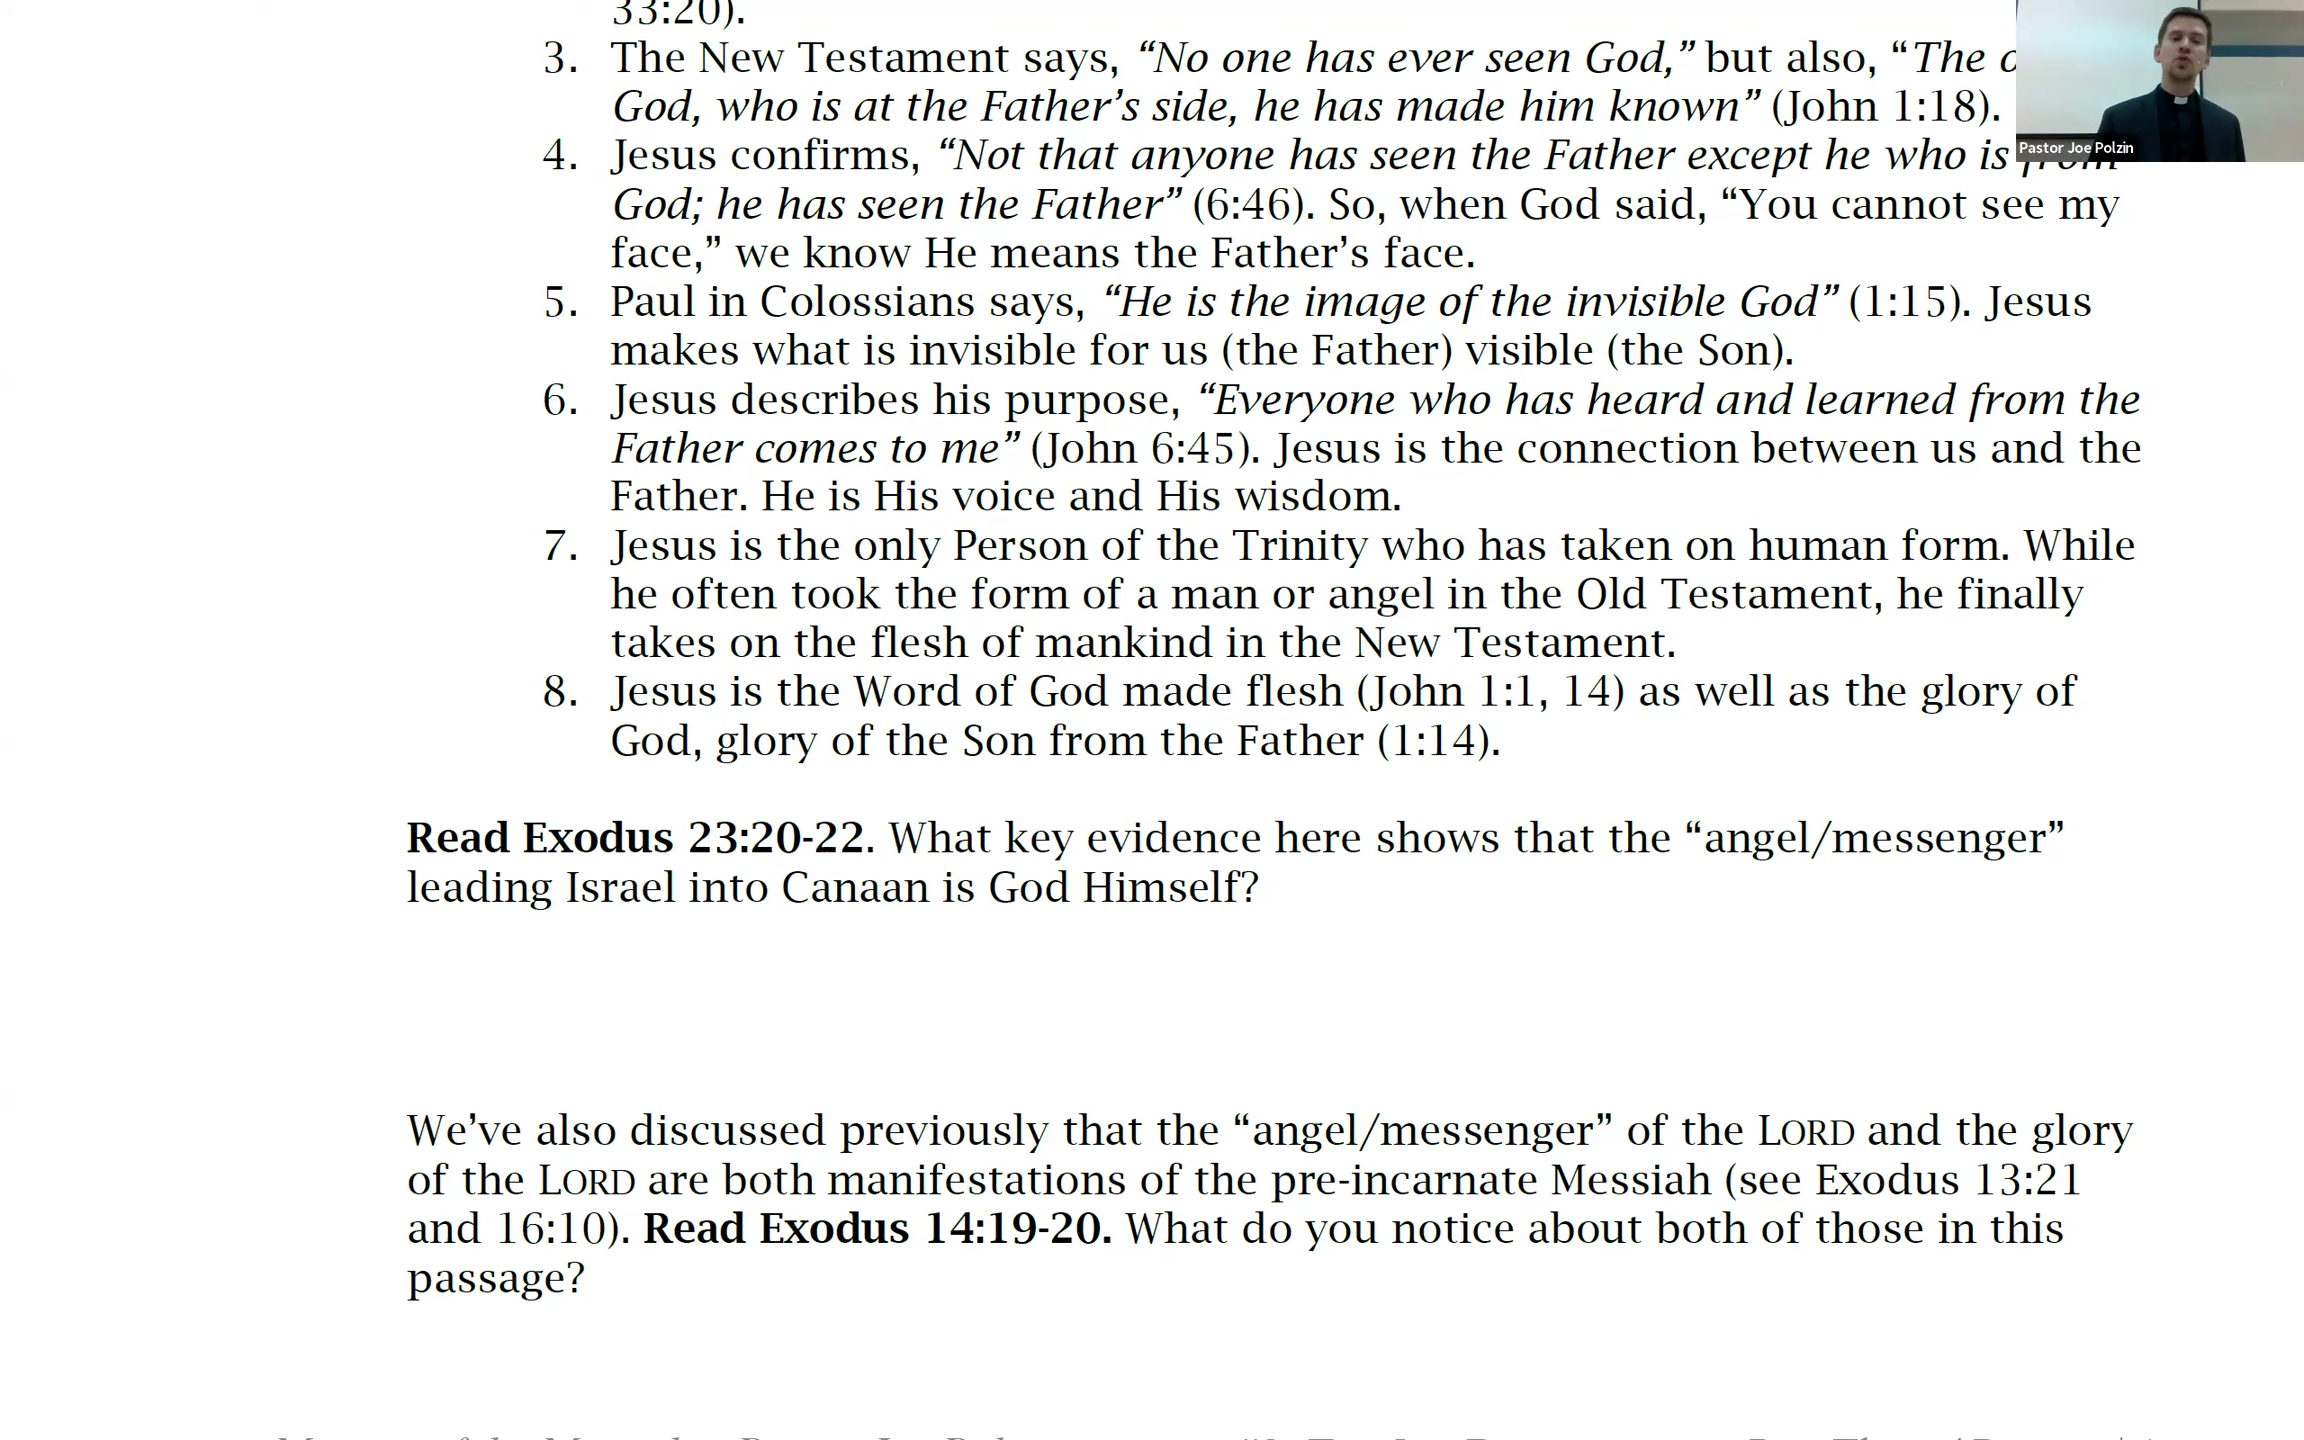 33:20).
3. The New Testament says, “No one has ever seen God,” but also, “The
God, who is at the Father’s side, he has made him known” (John 1:18).
4. Jesus confirms, “Not that anyone has seen the Father except he who is from
God; he has seen the Father” (6:46). So, when God said, “You cannot see my
face,” we know He means the Father’s face.
5. Paul in Colossians says, “He is the image of the invisible God” (1:15). Jesus
makes what is invisible for us (the Father) visible (the Son).
6. Jesus describes his purpose, “Everyone who has heard and learned from the
Father comes to me” (John 6:45). Jesus is the connection between us and the
Father. He is His voice and His wisdom.
7. Jesus is the only Person of the Trinity who has taken on human form. While
he often took the form of a man or angel in the Old Testament, he finally
takes on the flesh of mankind in the New Testament.
8. Jesus is the Word of God made flesh (John 1:1, 14) as well as the glory of
God, glory of the Son from the Father (1:14).
Read Exodus 23:20-22. What key evidence here shows that the “angel/messenger”
leading Israel into Canaan is God Himself?
We’ve also discussed previously that the “angel/messenger” of the LORD and the glory
of the LORD are both manifestations of the pre-incarnate Messiah (see Exodus 13:21
and 16:10). Read Exodus 14:19-20. What do you notice about both of those in this
passage?
Pastor Joe Polzin